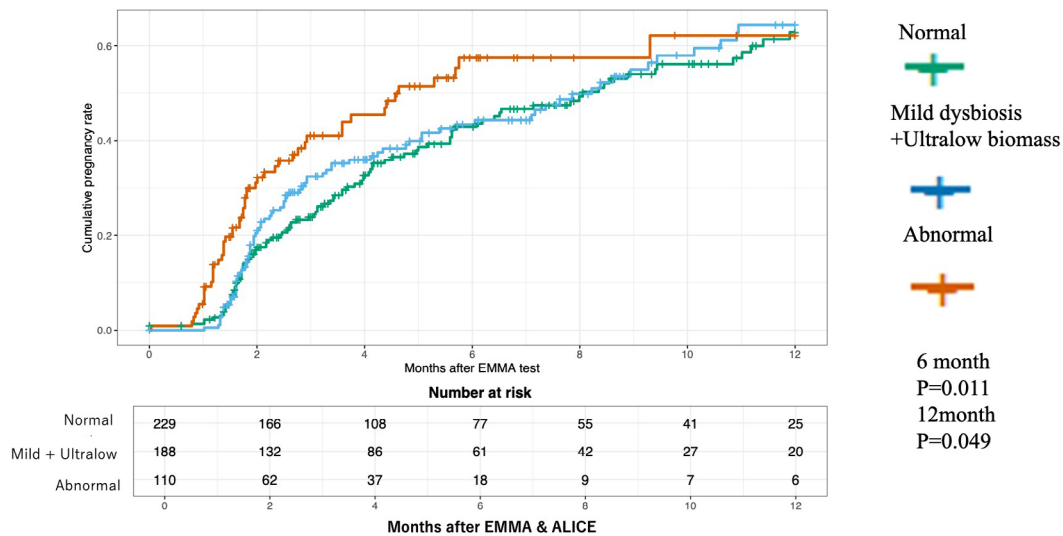 0.6
0.4
0.2
0.0
Cumulative pregnancy rate
0 2 4 6 8 10 12
Months after EMMA test
Number at risk
Normal 229 166 108 77 55 41 25
Mild + Ultralow 188 132 86 61 42 27 20
Abnormal 110 62 37 18 9 7 6
0 2 4 6 8 10 12
Months after EMMA & ALICE
Normal
Mild dysbiosis
+Ultralow biomass
Abnormal
6 month
P=0.011
12month
P=0.049